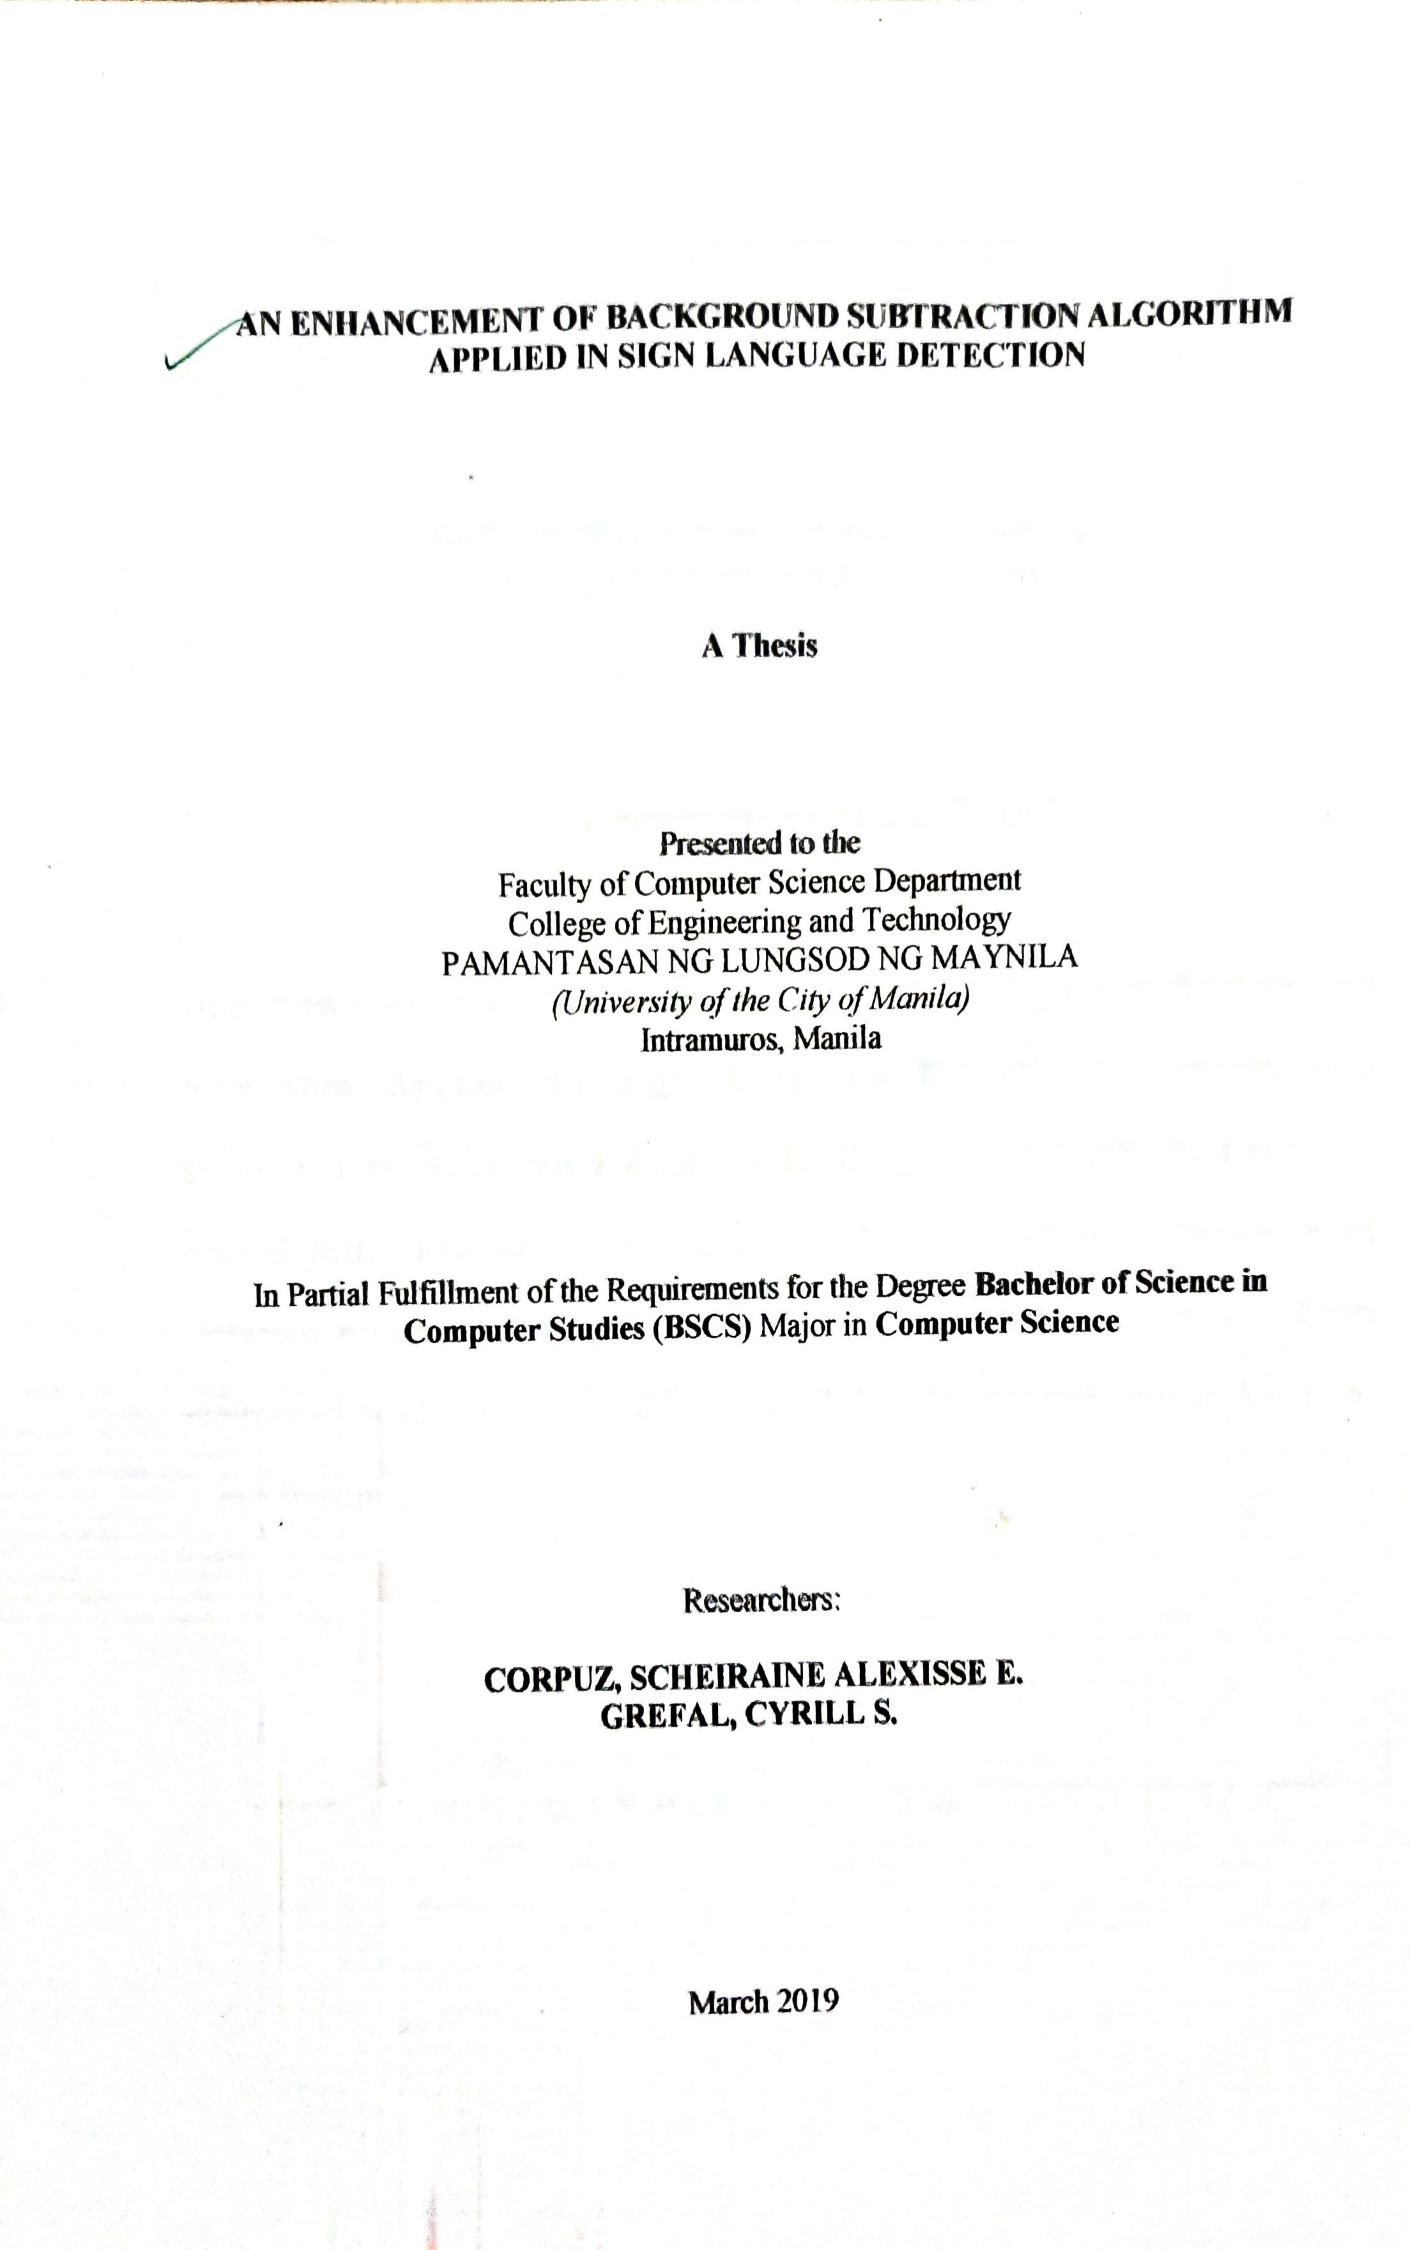 AN ENHANCEMENT OF BACKGROUND SUBTRACTION ALGORITHM
APPLIED IN SIGN LANGUAGE DETECTION
A Thesis
Presented to the
Faculty of Computer Science Department
College of Engineering and Technology
PAMANTASAN NG LUNGSOD NG MAYNILA
(University of the City of Manila)
Intramuros, Manila
In Partial Fulfillment of the Requirements for the Degree Bachelor of Science in
Computer Studies (BSCS) Major in Computer Science
Researchers:
CORPUZ, SCHEIRAINE ALEXISSE E.
GREFAL, CYRILL S.
March 2019